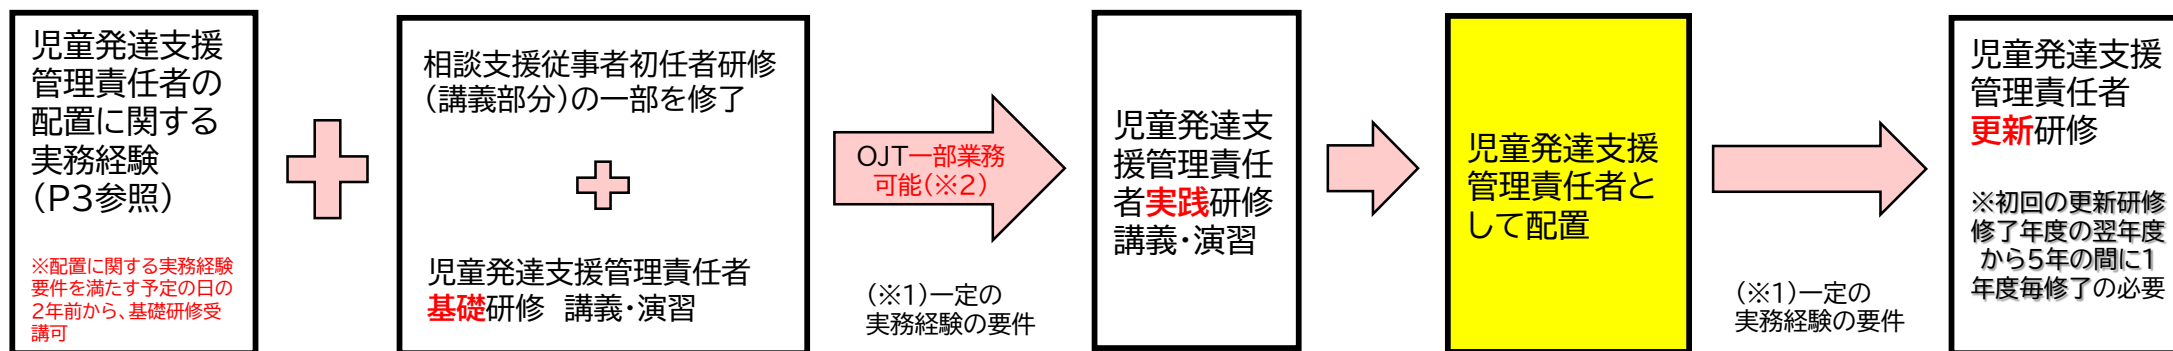 児童発達支援
管理責任者の
配置に関する
実務経験
(P3参照)
※配置に関する実務経験
要件を満たす予定の日の
2年前から、基礎研修受
講可
相談支援従事者初任者研修
(講義部分)の一部を修了
児童発達支援管理責任者
基礎研修 講義・演習
OJT一部業務
可能(※2)
(※1)一定の
実務経験の要件
児童発達支
援管理責任
者実践研修
講義・演習
児童発達支援
管理責任者と
して配置
(※1)一定の
実務経験の要件
児童発達支援
管理責任者
更新研修
※初回の更新研修
修了年度の翌年度
から5年の間に1
年度毎修了の必要